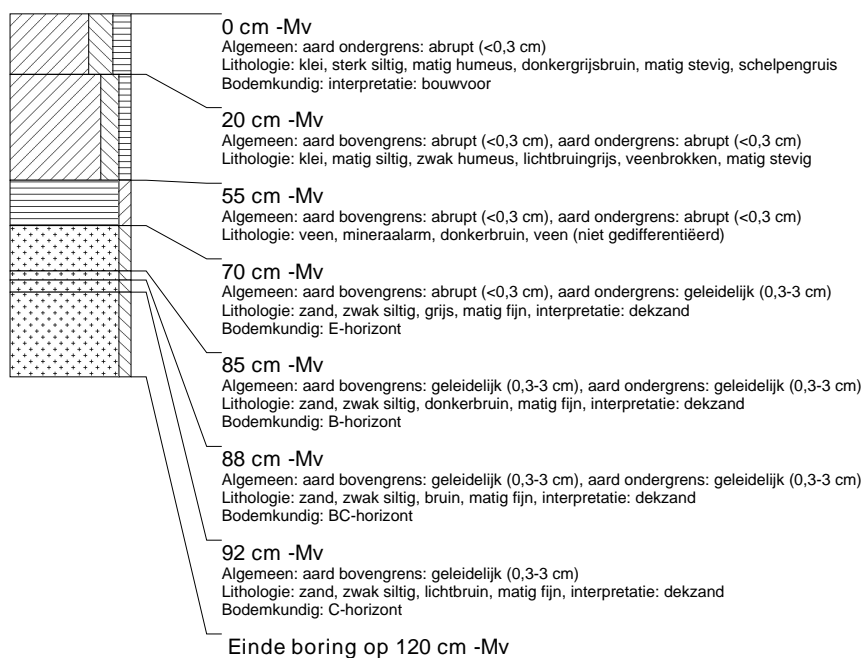 0 cm -Mv
Algemeen: aard ondergrens: abrupt (<0,3 cm)
Lithologie: klei, sterk siltig, matig humeus, donkergrijsbruin, matig stevig, schelpengruis
Bodemkundig: interpretatie: bouwvoor
20 cm -Mv
Algemeen: aard bovengrens: abrupt (<0,3 cm), aard ondergrens: abrupt (<0,3 cm)
Lithologie: klei, matig siltig, zwak humeus, lichtbruingrijs, veenbrokken, matig stevig
55 cm -Mv
Algemeen: aard bovengrens: abrupt (<0,3 cm), aard ondergrens: abrupt (<0,3 cm)
Lithologie: veen, mineraalarm, donkerbruin, veen (niet gedifferentiëerd)
70 cm -Mv
Algemeen: aard bovengrens: abrupt (<0,3 cm), aard ondergrens: geleidelijk (0,3-3 cm)
Lithologie: zand, zwak siltig, grijs, matig fijn, interpretatie: dekzand
Bodemkundig: E-horizont
85 cm -Mv
Algemeen: aard bovengrens: geleidelijk (0,3-3 cm), aard ondergrens: geleidelijk (0,3-3 cm)
Lithologie: zand, zwak siltig, donkerbruin, matig fijn, interpretatie: dekzand
Bodemkundig: B-horizont
88 cm -Mv
Algemeen: aard bovengrens: geleidelijk (0,3-3 cm), aard ondergrens: geleidelijk (0,3-3 cm)
Lithologie: zand, zwak siltig, bruin, matig fijn, interpretatie: dekzand
Bodemkundig: BC-horizont
92 cm -Mv
Algemeen: aard bovengrens: geleidelijk (0,3-3 cm)
Lithologie: zand, zwak siltig, lichtbruin, matig fijn, interpretatie: dekzand
Bodemkundig: C-horizont
Einde boring op 120 cm -Mv